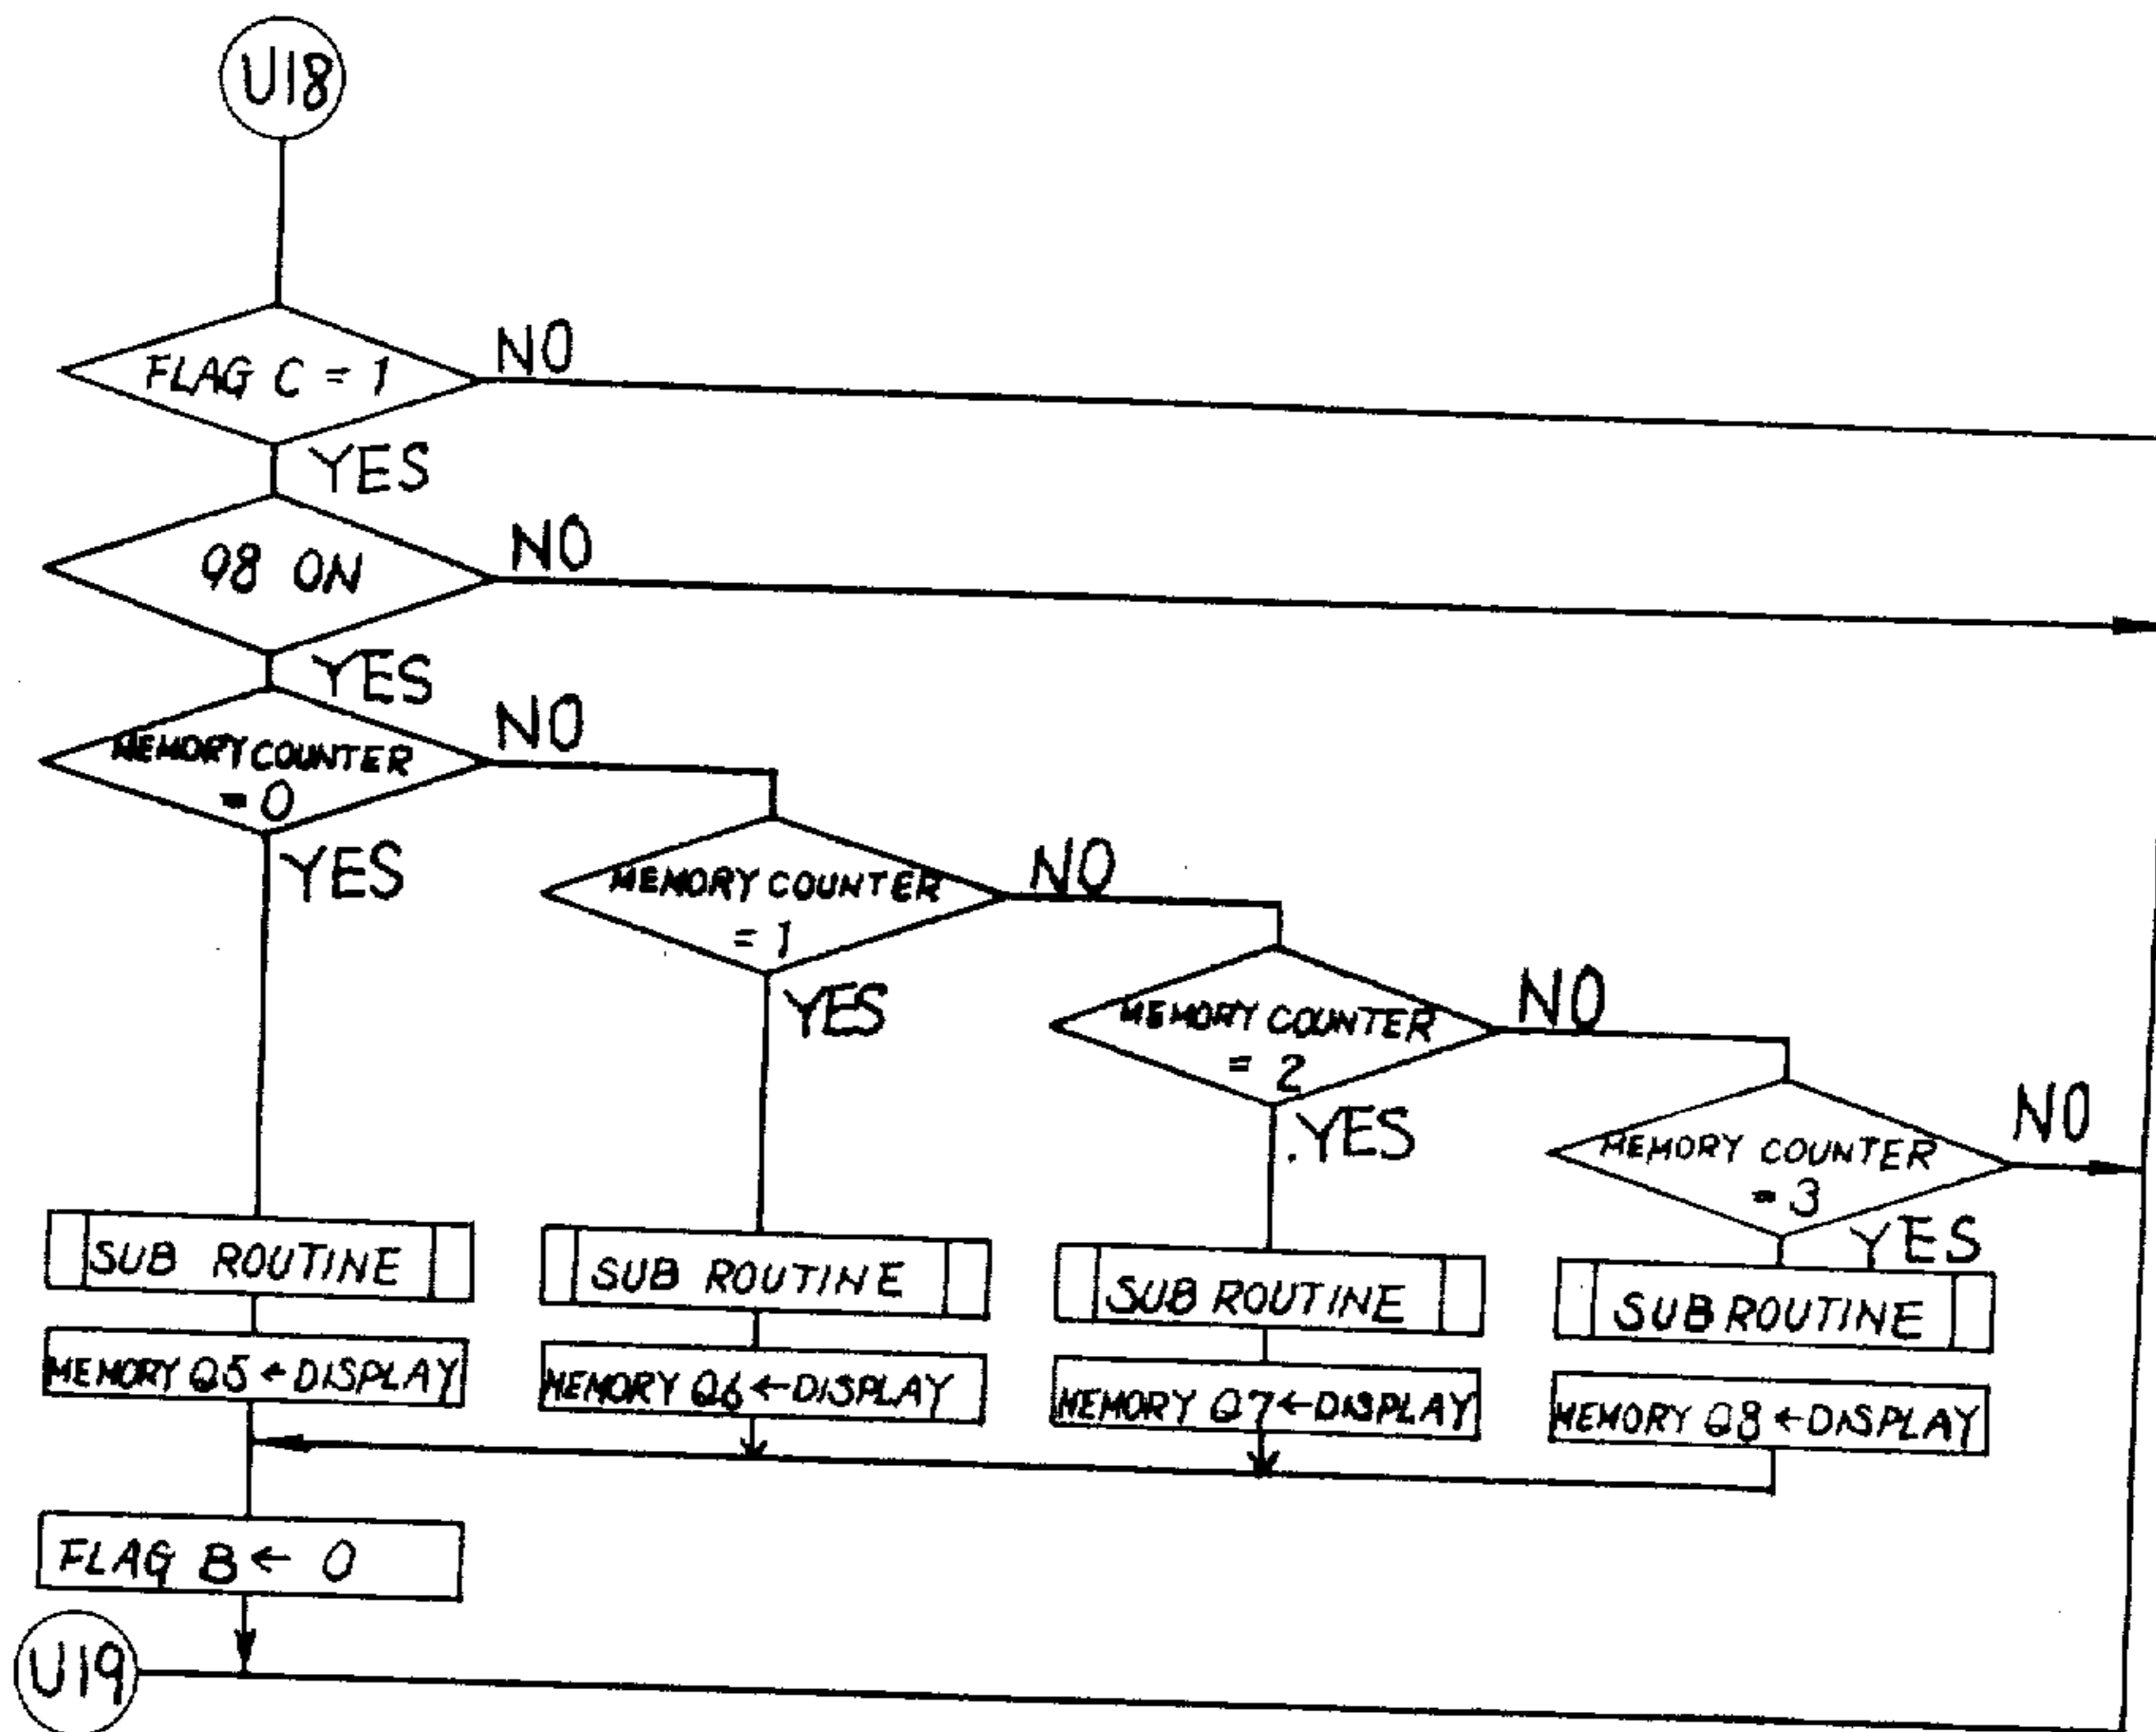 U18
FLAG C = 1
NO
YES
98 ON
NO
YES
MEMORY COUNTER
= 0
NO
YES
MEMORY COUNTER
= 1
NO
YES
MEMORY COUNTER
= 2
NO
YES
MEMORY COUNTER
= 3
NO
YES
SUB ROUTINE
SUB ROUTINE
SUB ROUTINE
SUB ROUTINE
MEMORY Q5 ← DISPLAY
MEMORY Q6 ← DISPLAY
MEMORY Q7 ← DISPLAY
MEMORY Q8 ← DISPLAY
FLAG B ← 0
U19